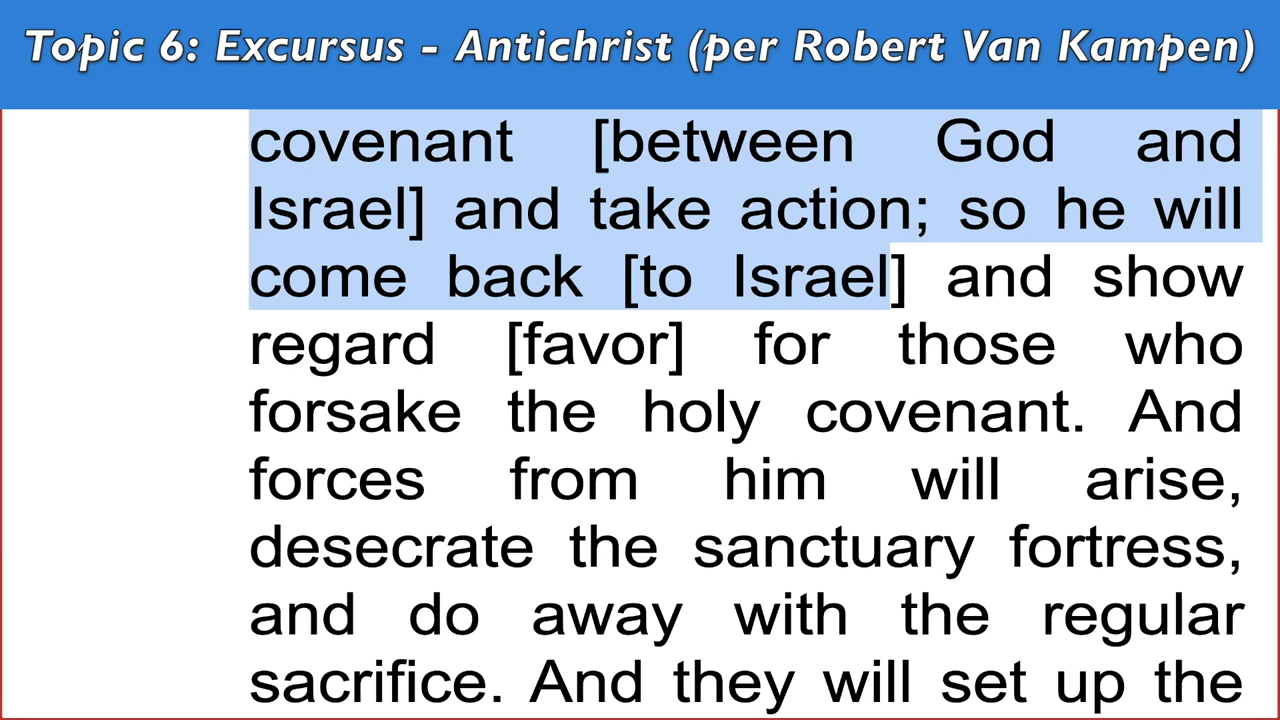 Topic 6: Excursus - Antichrist (per Robert Van Kampen)
covenant [between God and
Israel] and take action; so he will
come back [to Israel] and show
regard [favor] for those who
forsake the holy covenant. And
forces from him will arise,
desecrate the sanctuary fortress,
and do away with the regular
sacrifice. And they will set up the